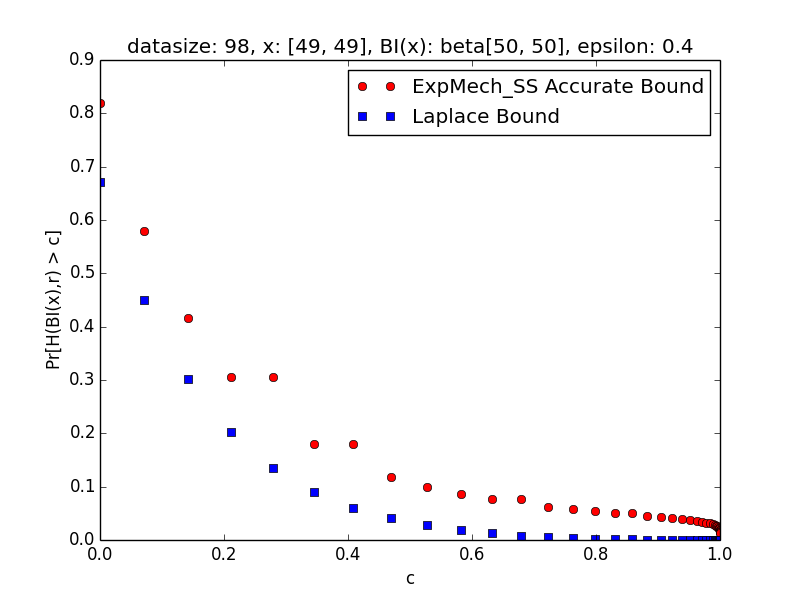 datasize: 98, x: [49, 49], BI(x): beta[50, 50], epsilon: 0.4
ExpMech_SS Accurate Bound
Laplace Bound
Pr[H(BI(x),r) > c]
0.9
0.8
0.7
0.6
0.5
0.4
0.3
0.2
0.1
0.0
0.0 0.2 0.4 0.6 0.8 1.0
c